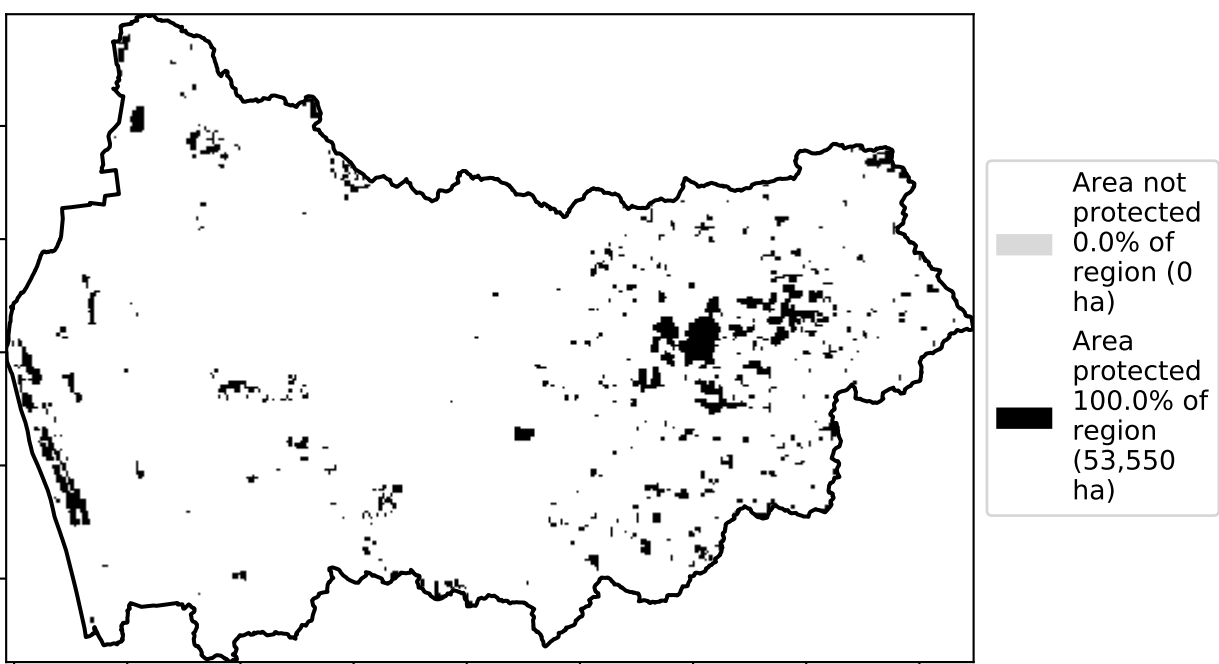 Area not
protected
0.0% of
region (0
ha)
Area
protected
100.0% of
region
(53,550
ha)